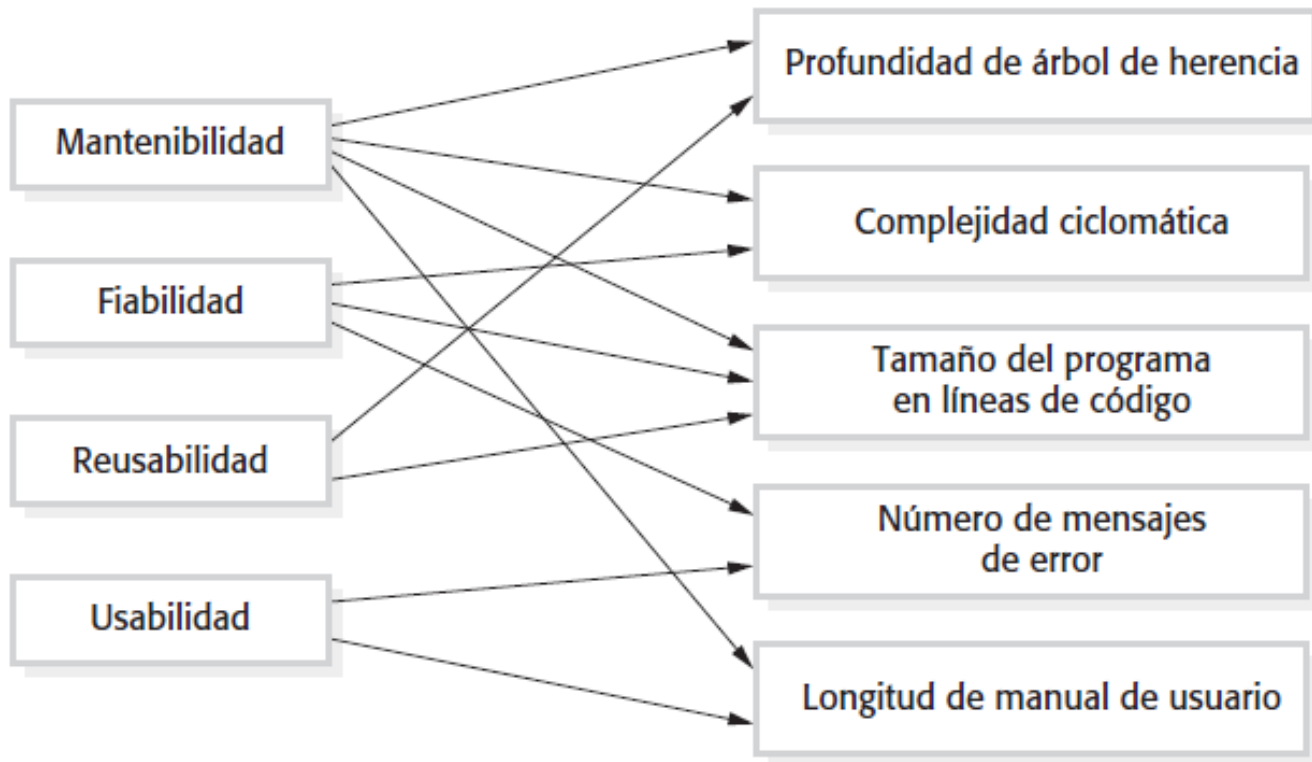 Mantenibilidad
Fiabilidad
Reusabilidad
Usabilidad
Profundidad de árbol de herencia
Complejidad ciclomática
Tamaño del programa
en líneas de código
Número de mensajes
de error
Longitud de manual de usuario